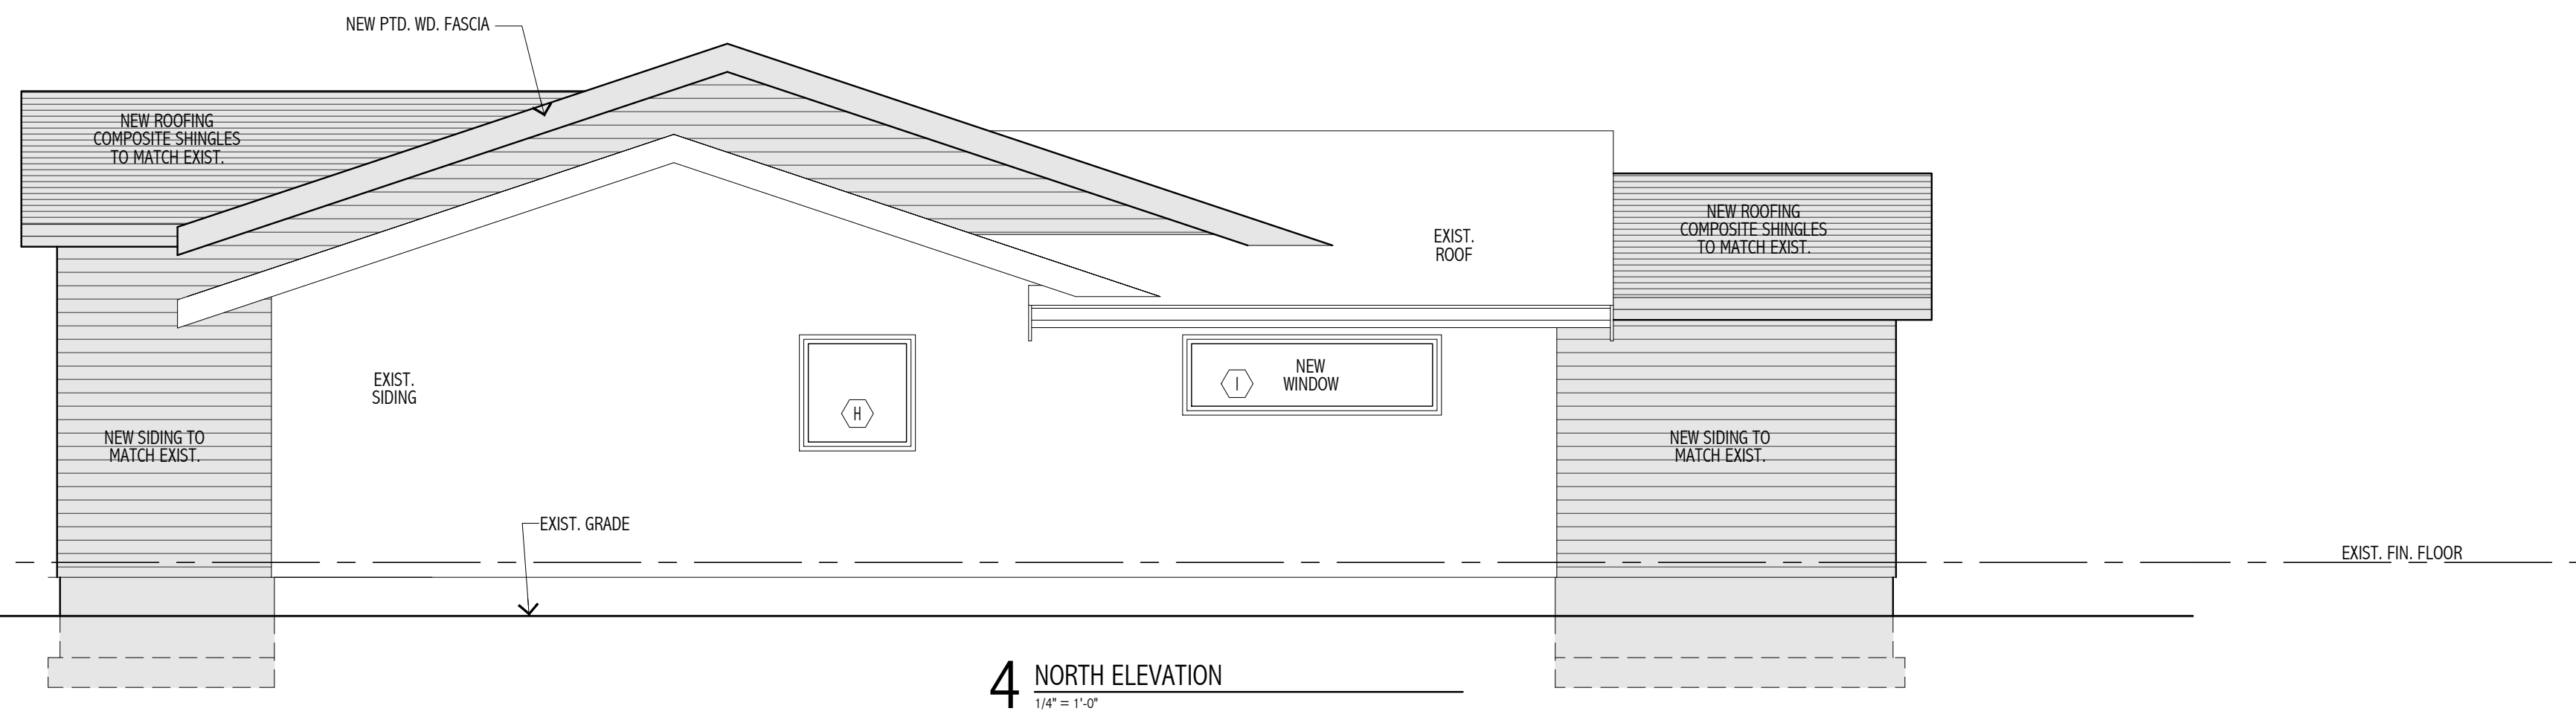 NEW PTD. WD. FASCIA
NEW ROOFING
COMPOSITE SHINGLES
TO MATCH EXIST.
NEW ROOFING
COMPOSITE SHINGLES
TO MATCH EXIST.
EXIST.
ROOF
EXIST.
SIDING
H
I
NEW
WINDOW
NEW SIDING TO
MATCH EXIST.
NEW SIDING TO
MATCH EXIST.
EXIST. GRADE
EXIST. FIN. FLOOR
4 NORTH ELEVATION
1/4" = 1'-0"